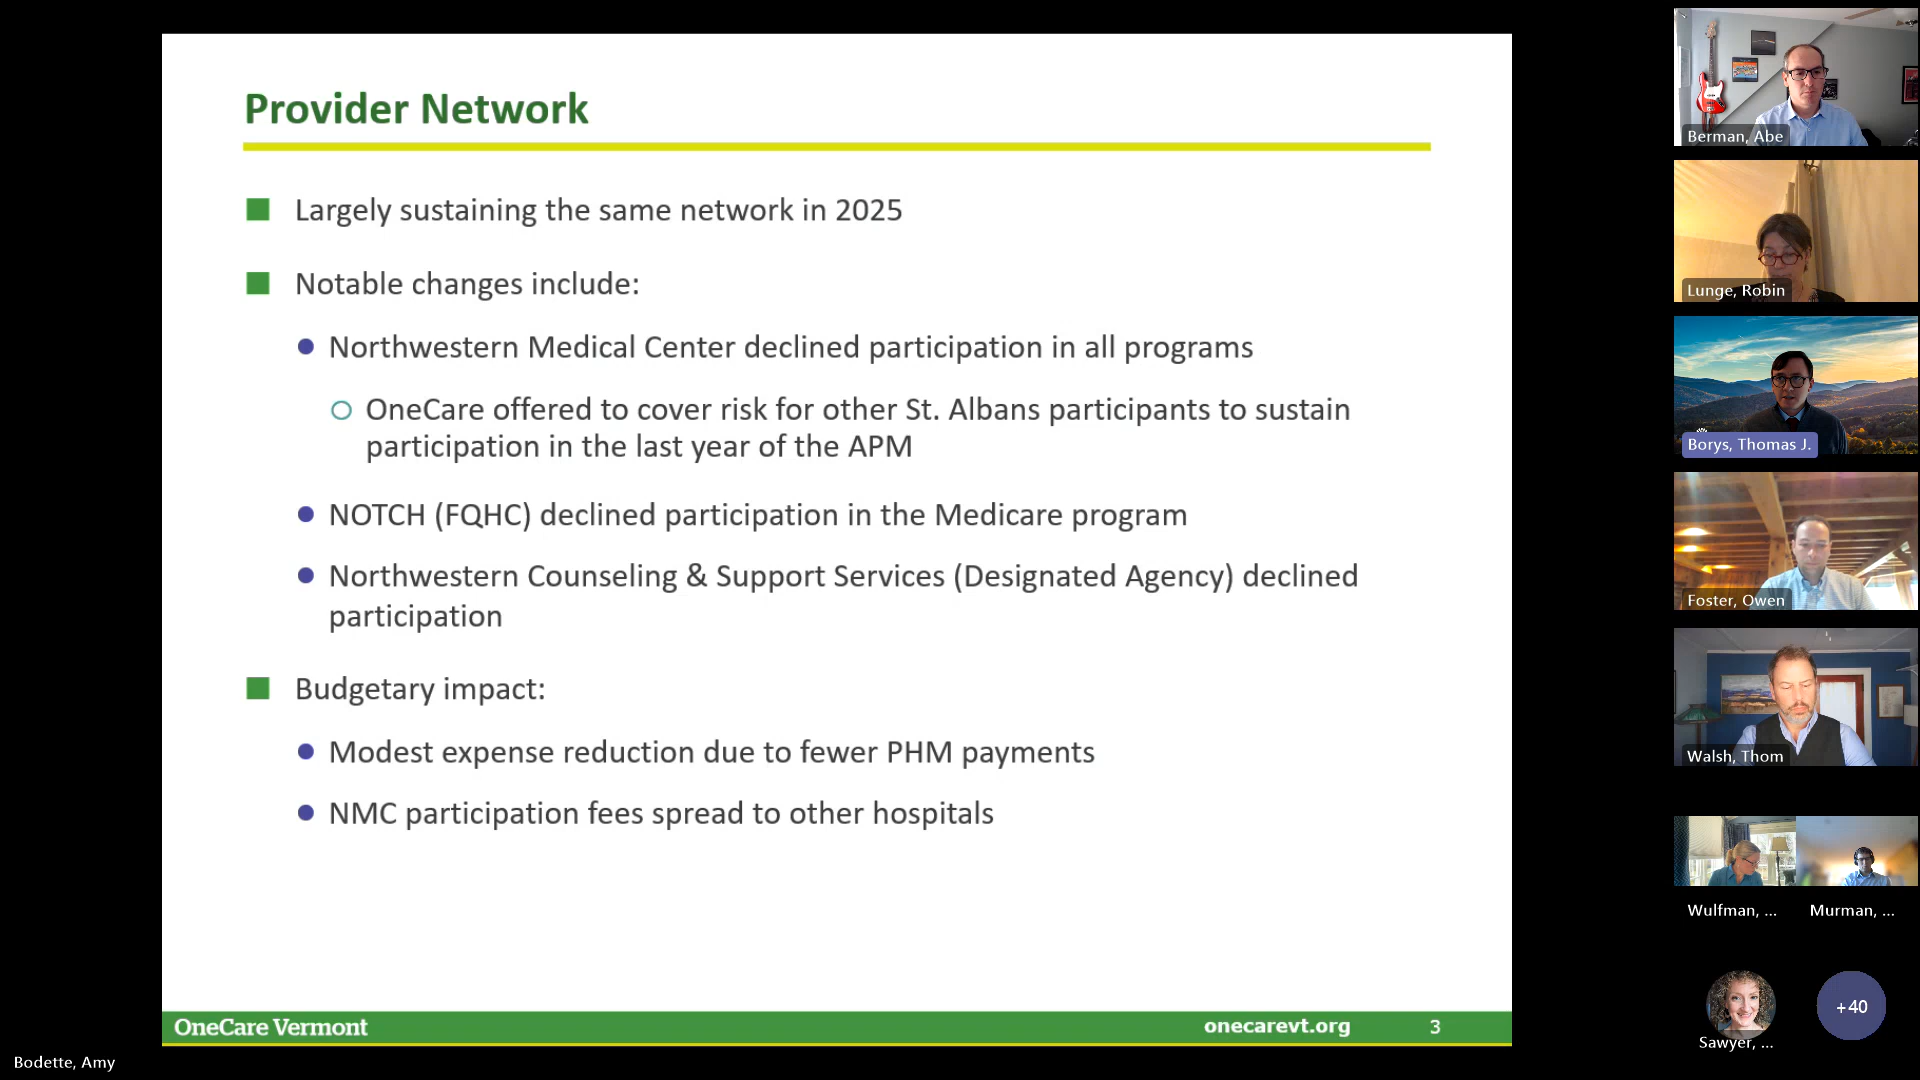 Provider Network
Largely sustaining the same network in 2025
Notable changes include:
Northwestern Medical Center declined participation in all programs
OneCare offered to cover risk for other St. Albans participants to sustain
participation in the last year of the APM
NOTCH (FQHC) declined participation in the Medicare program
Northwestern Counseling & Support Services (Designated Agency) declined
participation
Budgetary impact:
Modest expense reduction due to fewer PHM payments
NMC participation fees spread to other hospitals
OneCare Vermont
onecarevt.org
3
Bodette, Amy
Berman, Abe
Lunge, Robin
Borys, Thomas J.
Foster, Owen
Walsh, Thom
Wulfman, ...
Murman, ...
Sawyer, ...
+40